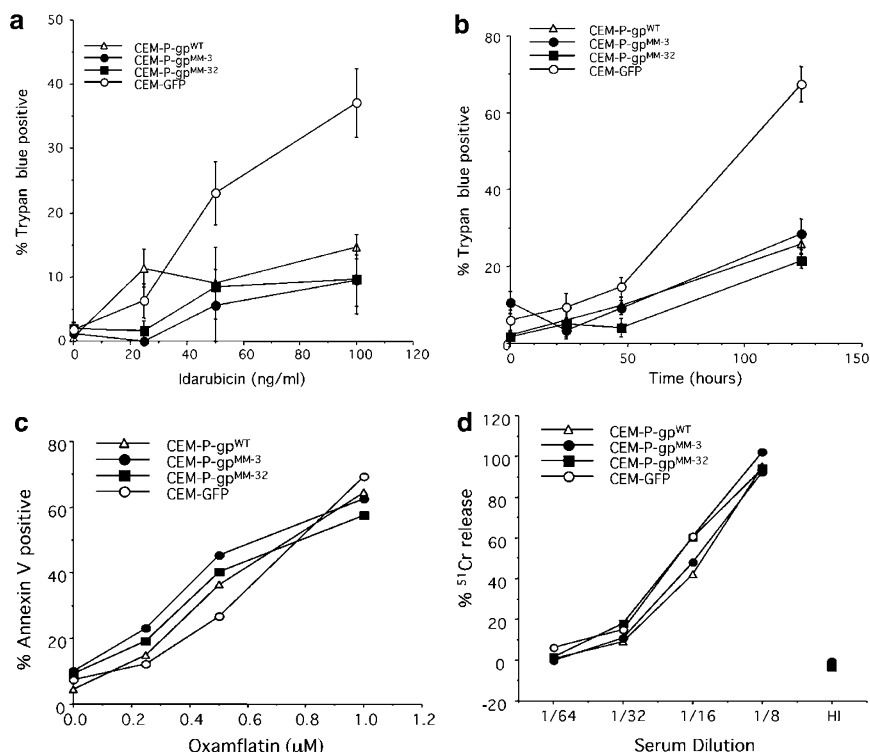 a
50
40
30
20
10
0
% Trypan blue positive
CEM-P-gpWT
CEM-P-gpMM-3
CEM-P-gpMM-32
CEM-GFP
0 20 40 60 80 100 120
Idarubicin (ng/ml)
b
80
60
40
20
0
% Trypan blue positive
CEM-P-gpWT
CEM-P-gpMM-3
CEM-P-gpMM-32
CEM-GFP
0 50 100 150
Time (hours)
c
80
60
40
20
0
% Annexin V positive
CEM-P-gpWT
CEM-P-gpMM-3
CEM-P-gpMM-32
CEM-GFP
0.0 0.2 0.4 0.6 0.8 1.0 1.2
Oxamflatin (μM)
d
120
100
80
60
40
20
0
-20
% 51Cr release
CEM-P-gpWT
CEM-P-gpMM-3
CEM-P-gpMM-32
CEM-GFP
1/64 1/32 1/16 1/8 HI
Serum Dilution